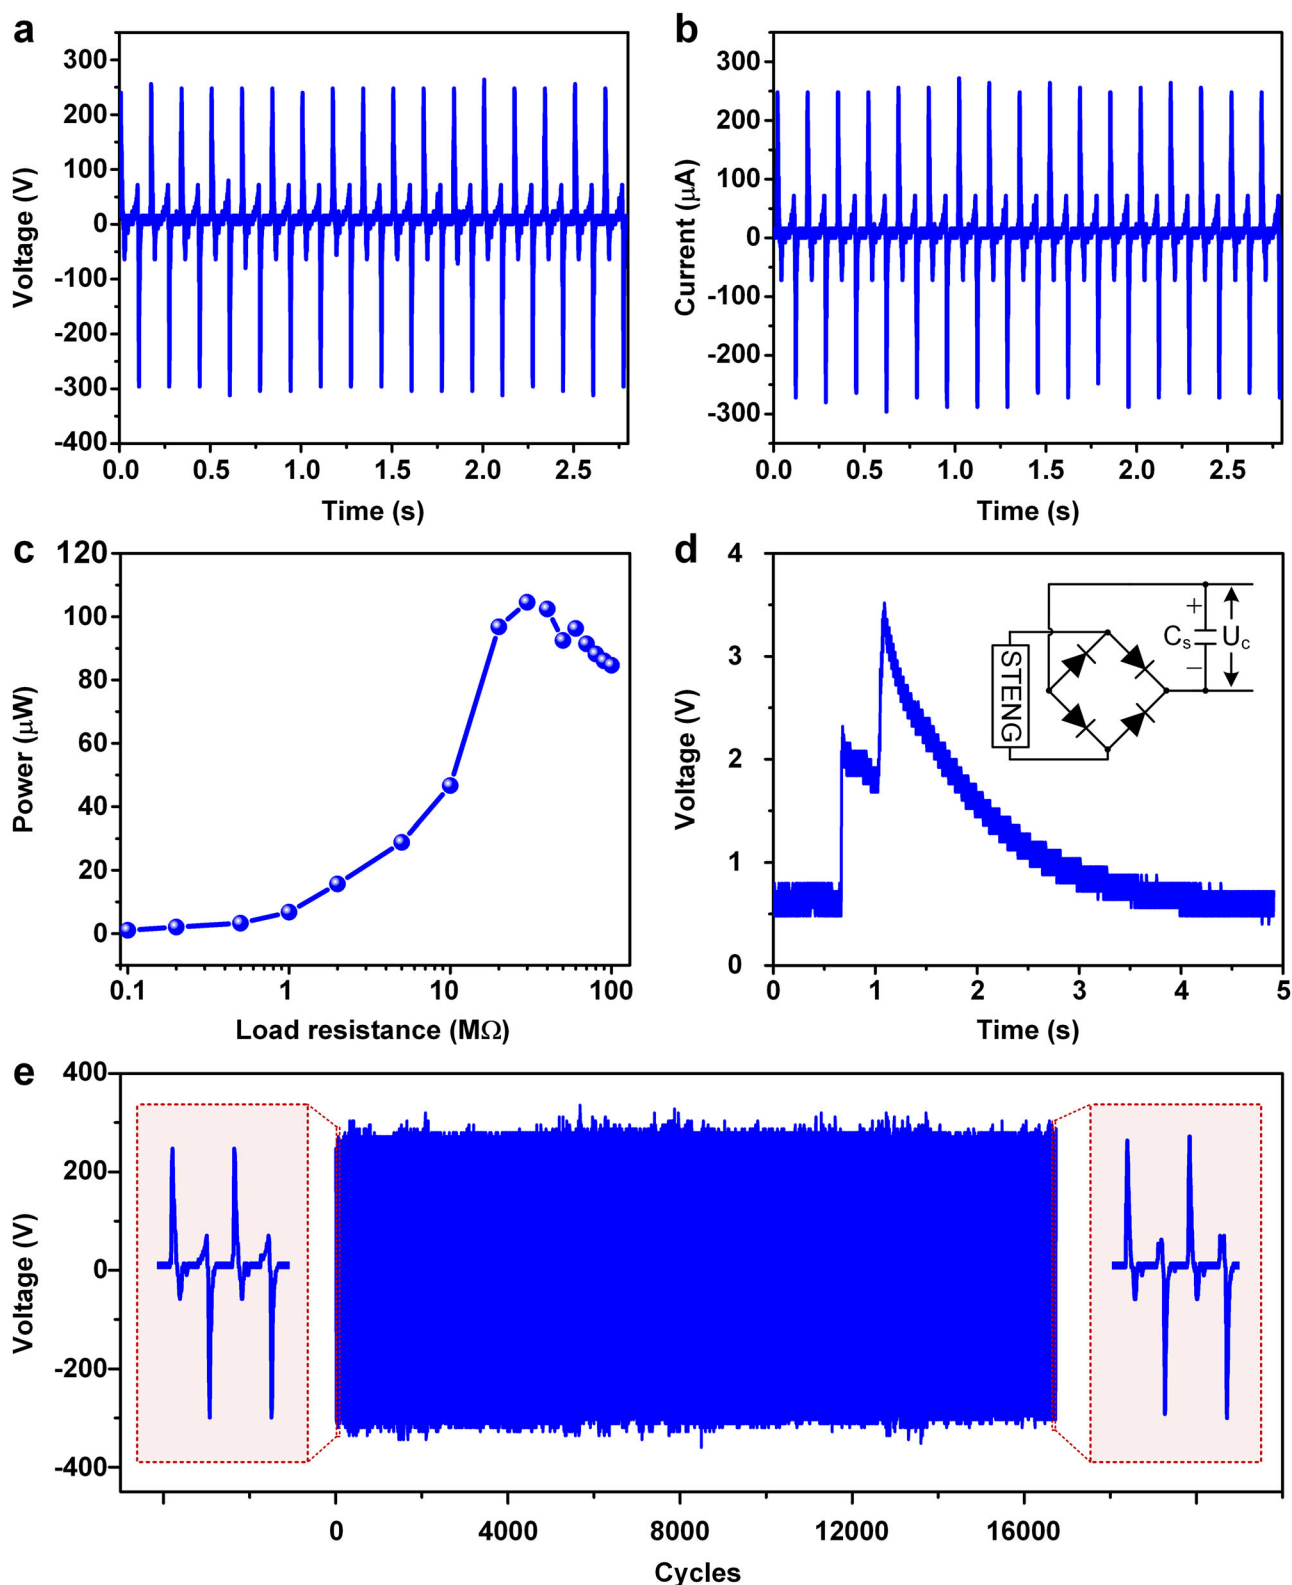 a
300
200
100
0
-100
-200
-300
-400
Voltage (V)
0.0 0.5 1.0 1.5 2.0 2.5
Time (s)
b
300
200
100
0
-100
-200
-300
Current (μA)
0.0 0.5 1.0 1.5 2.0 2.5
Time (s)
c
120
100
80
60
40
20
0
Power (μW)
0.1 1 10 100
Load resistance (MΩ)
d
4
3
2
1
0
Voltage (V)
STENG
+
Cs Uc
−
0 1 2 3 4 5
Time (s)
e
400
200
0
-200
-400
Voltage (V)
0 4000 8000 12000 16000
Cycles